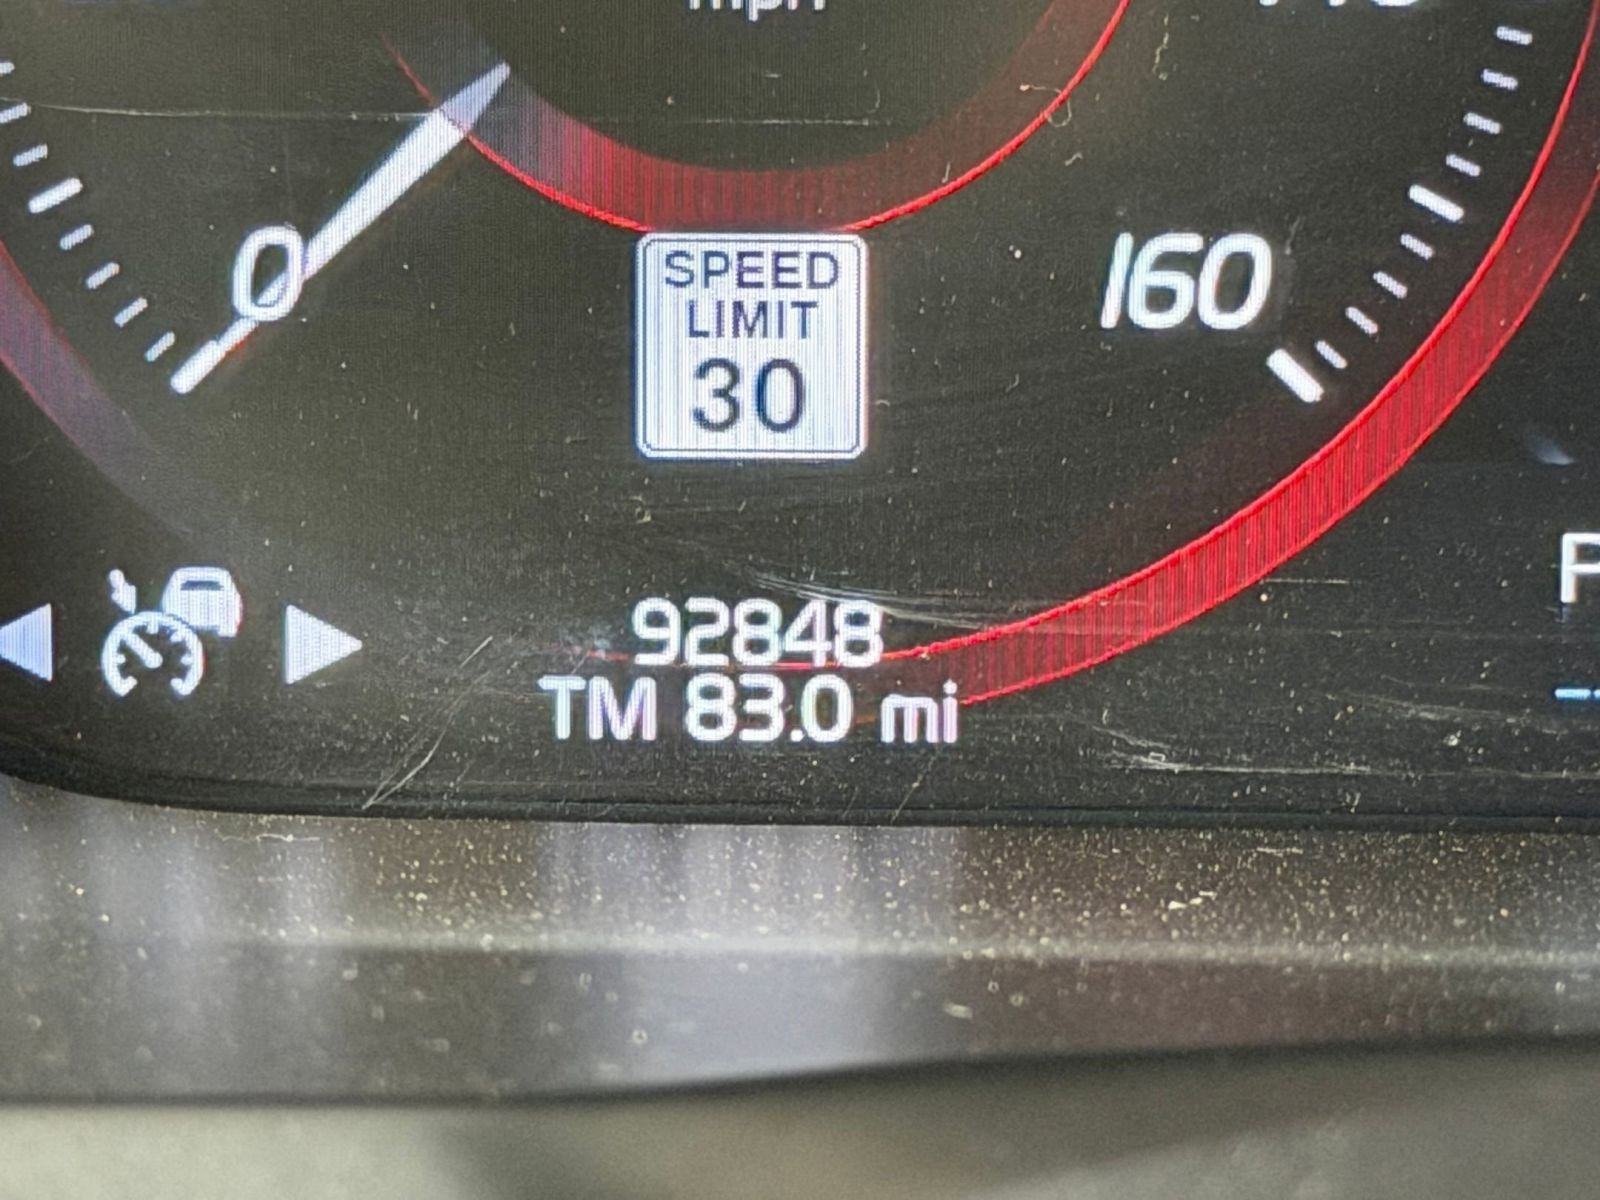 mph
0
SPEED
LIMIT
30
160
92848
TM 83.0 mi
P